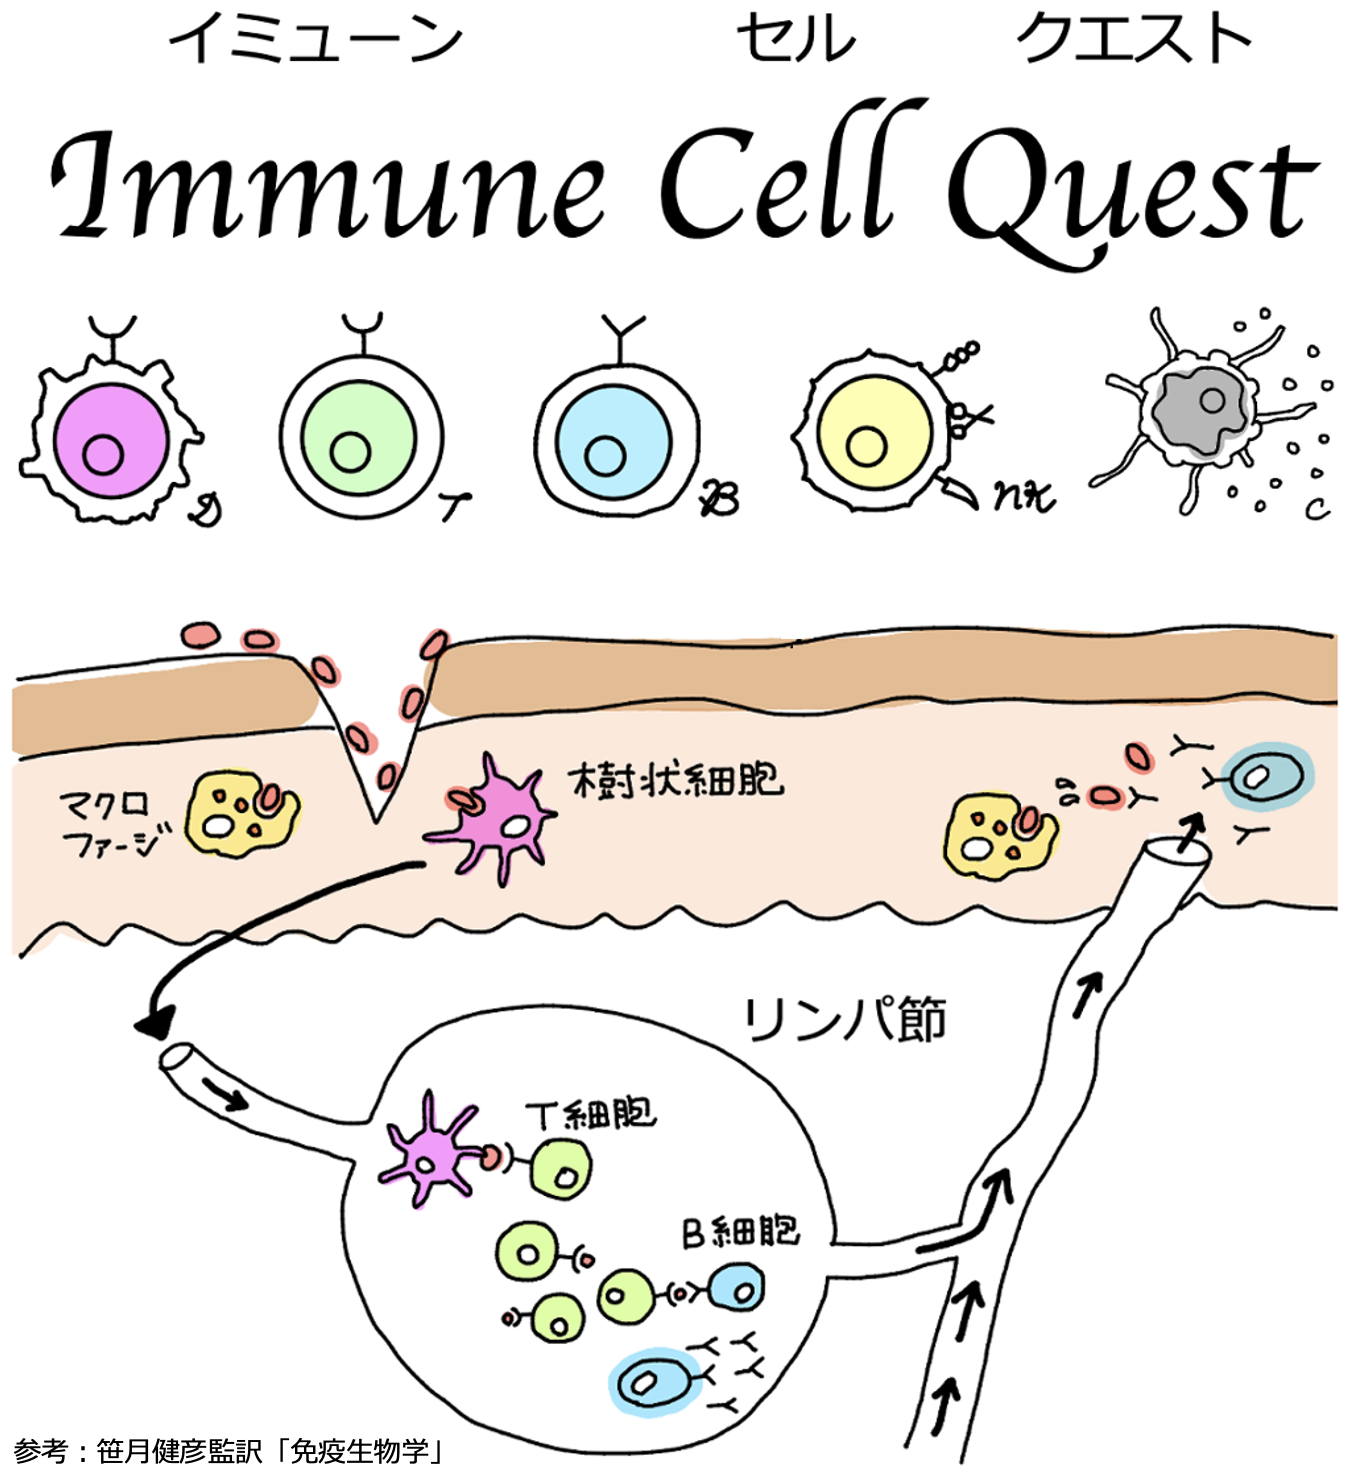 イミューン セル クエスト
Immune Cell Quest
D T B NK C
マクロ
ファージ
樹状細胞
リンパ節
T細胞
B細胞
参考：笹月健彦監訳「免疫生物学」